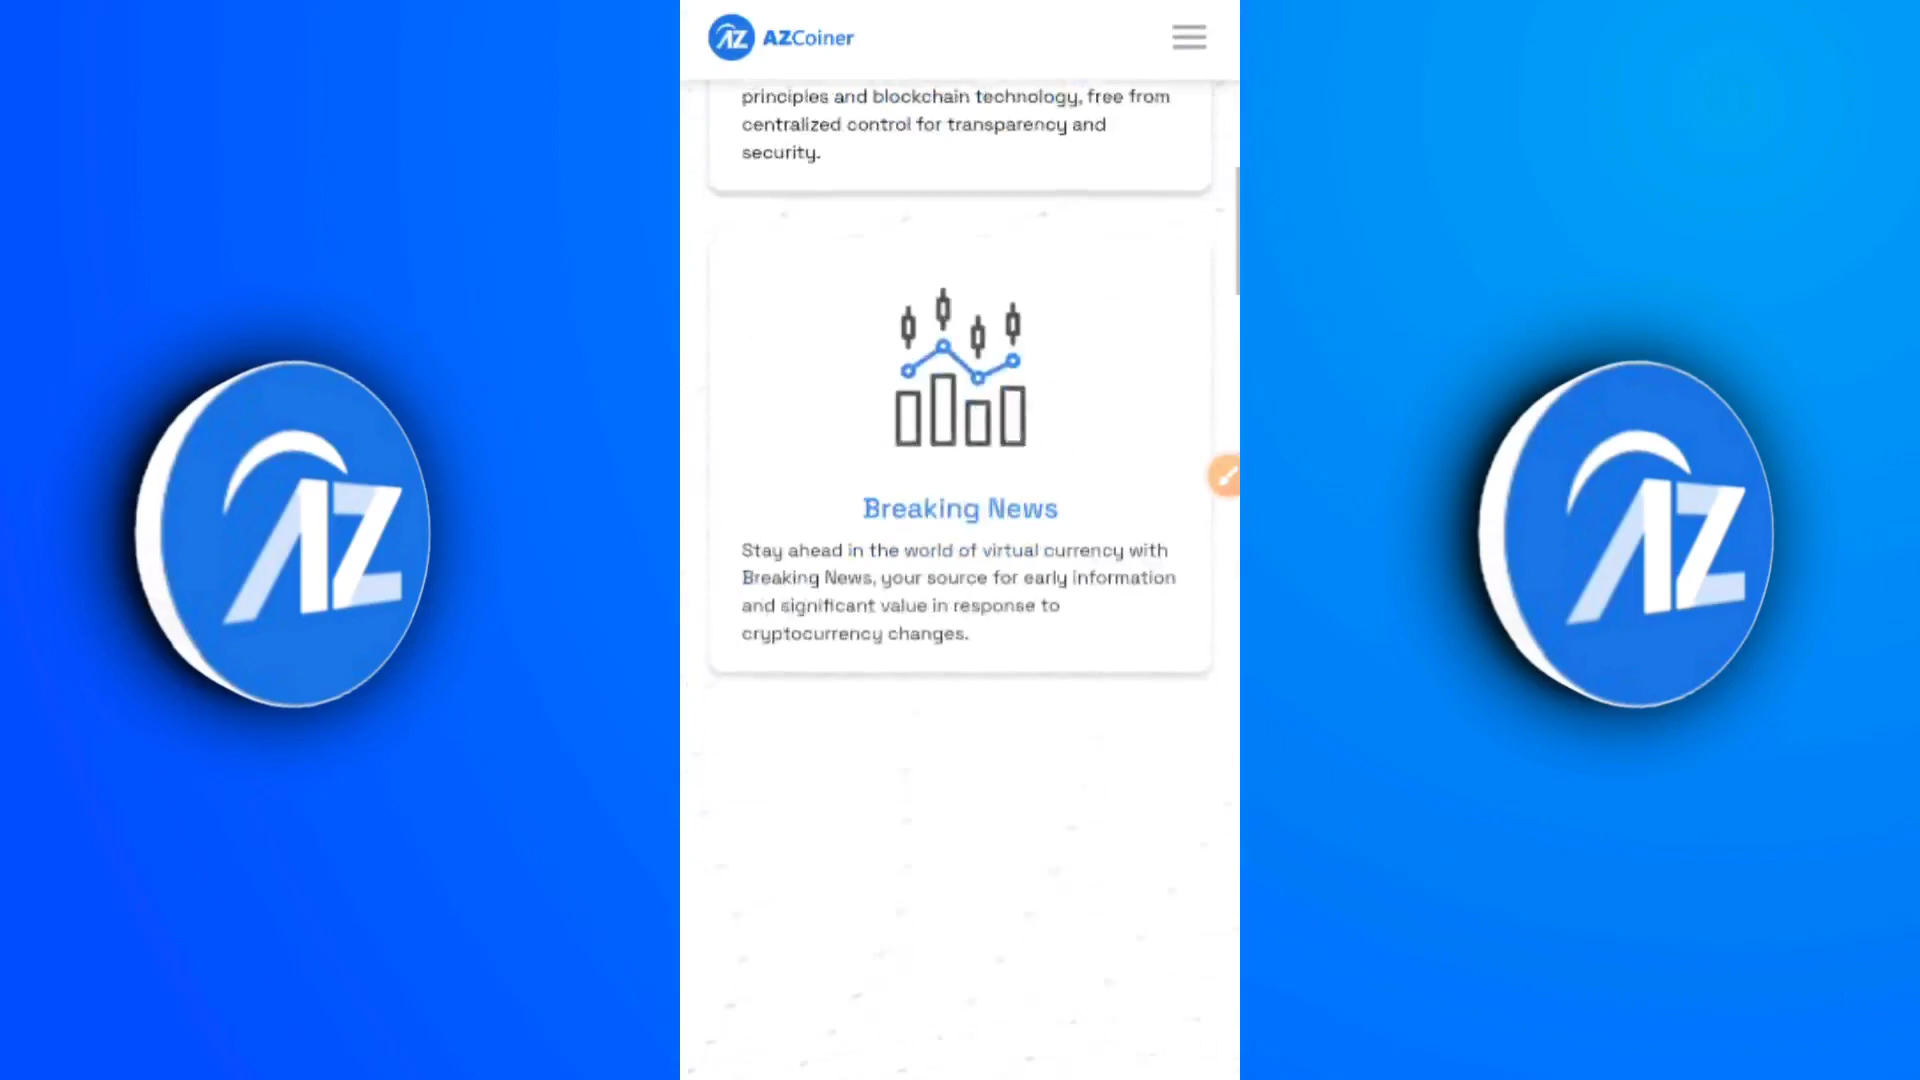 AZCoiner
principles and blockchain technology, free from
centralized control for transparency and
security.
Breaking News
Stay ahead in the world of virtual currency with
Breaking News, your source for early information
and significant value in response to
cryptocurrency changes.
AZ
AZ